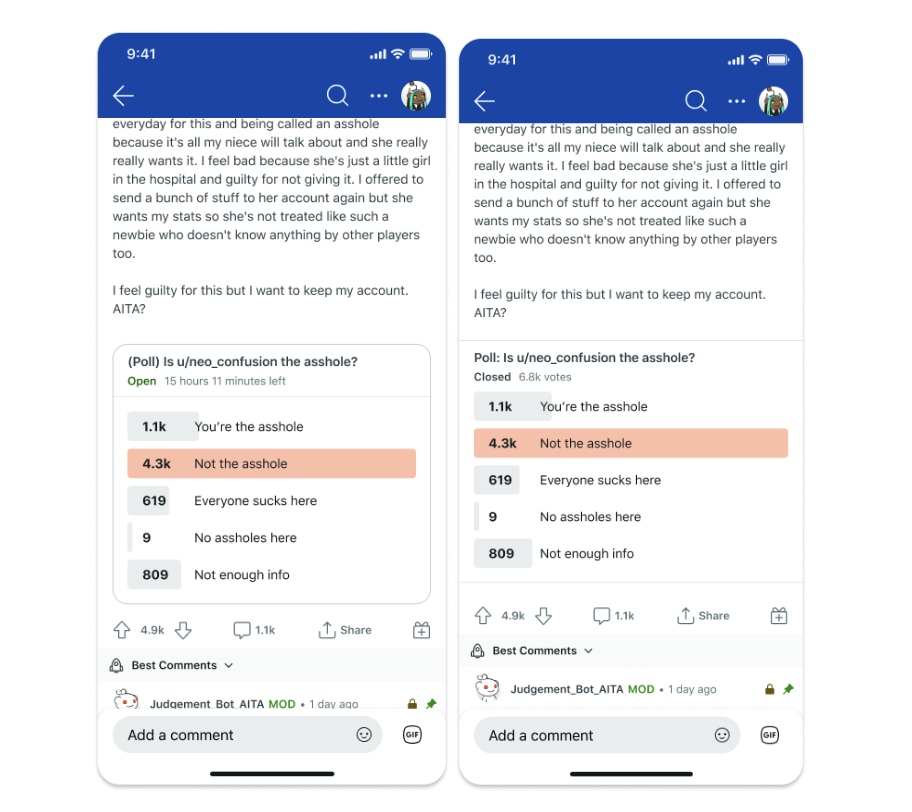 9:41
everyday for this and being called an asshole
because it's all my niece will talk about and she really
really wants it. I feel bad because she's just a little girl
in the hospital and guilty for not giving it. I offered to
send a bunch of stuff to her account again but she
wants my stats so she's not treated like such a
newbie who doesn't know anything by other players
too.
I feel guilty for this but I want to keep my account.
AITA?
(Poll) Is u/neo_confusion the asshole?
Open 15 hours 11 minutes left
1.1k You're the asshole
4.3k Not the asshole
619 Everyone sucks here
9 No assholes here
809 Not enough info
4.9k 1.1k Share
Best Comments
Judgement_Bot_AITA MOD • 1 day ago
Add a comment GIF
9:41
everyday for this and being called an asshole
because it's all my niece will talk about and she really
really wants it. I feel bad because she's just a little girl
in the hospital and guilty for not giving it. I offered to
send a bunch of stuff to her account again but she
wants my stats so she's not treated like such a
newbie who doesn't know anything by other players
too.
I feel guilty for this but I want to keep my account.
AITA?
Poll: Is u/neo_confusion the asshole?
Closed 6.8k votes
1.1k You're the asshole
4.3k Not the asshole
619 Everyone sucks here
9 No assholes here
809 Not enough info
4.9k 1.1k Share
Best Comments
Judgement_Bot_AITA MOD • 1 day ago
Add a comment GIF